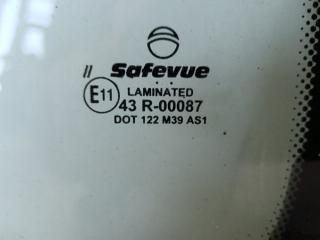 // Safevue
E11
LAMINATED
43 R-00087
DOT 122 M39 AS1